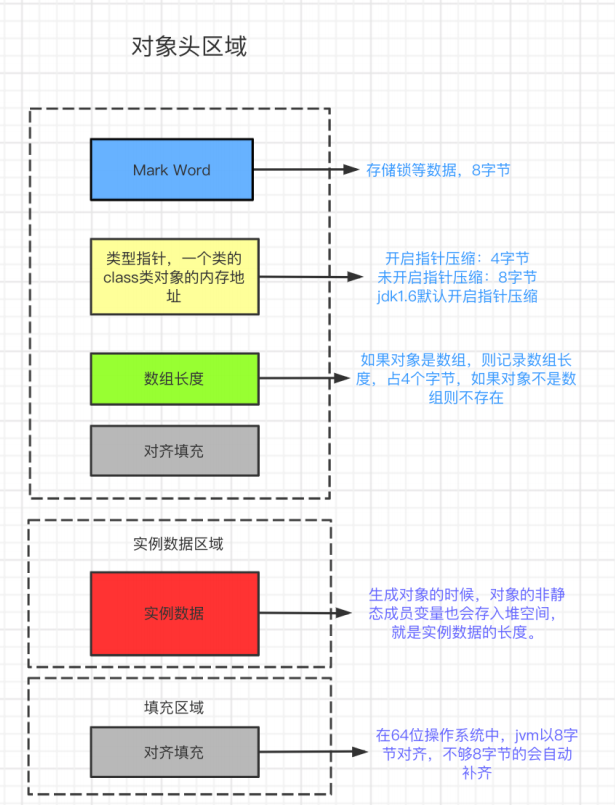 对象头区域
Mark Word
存储锁等数据，8字节
类型指针，一个类的
class类对象的内存地
址
开启指针压缩：4字节
未开启指针压缩：8字节
jdk1.6默认开启指针压缩
数组长度
如果对象是数组，则记录数组长
度，占4个字节，如果对象不是数
组则不存在
对齐填充
实例数据区域
实例数据
生成对象的时候，对象的非静
态成员变量也会存入堆空间，
就是实例数据的长度。
填充区域
对齐填充
在64位操作系统中，jvm以8字
节对齐，不够8字节的会自动
补齐